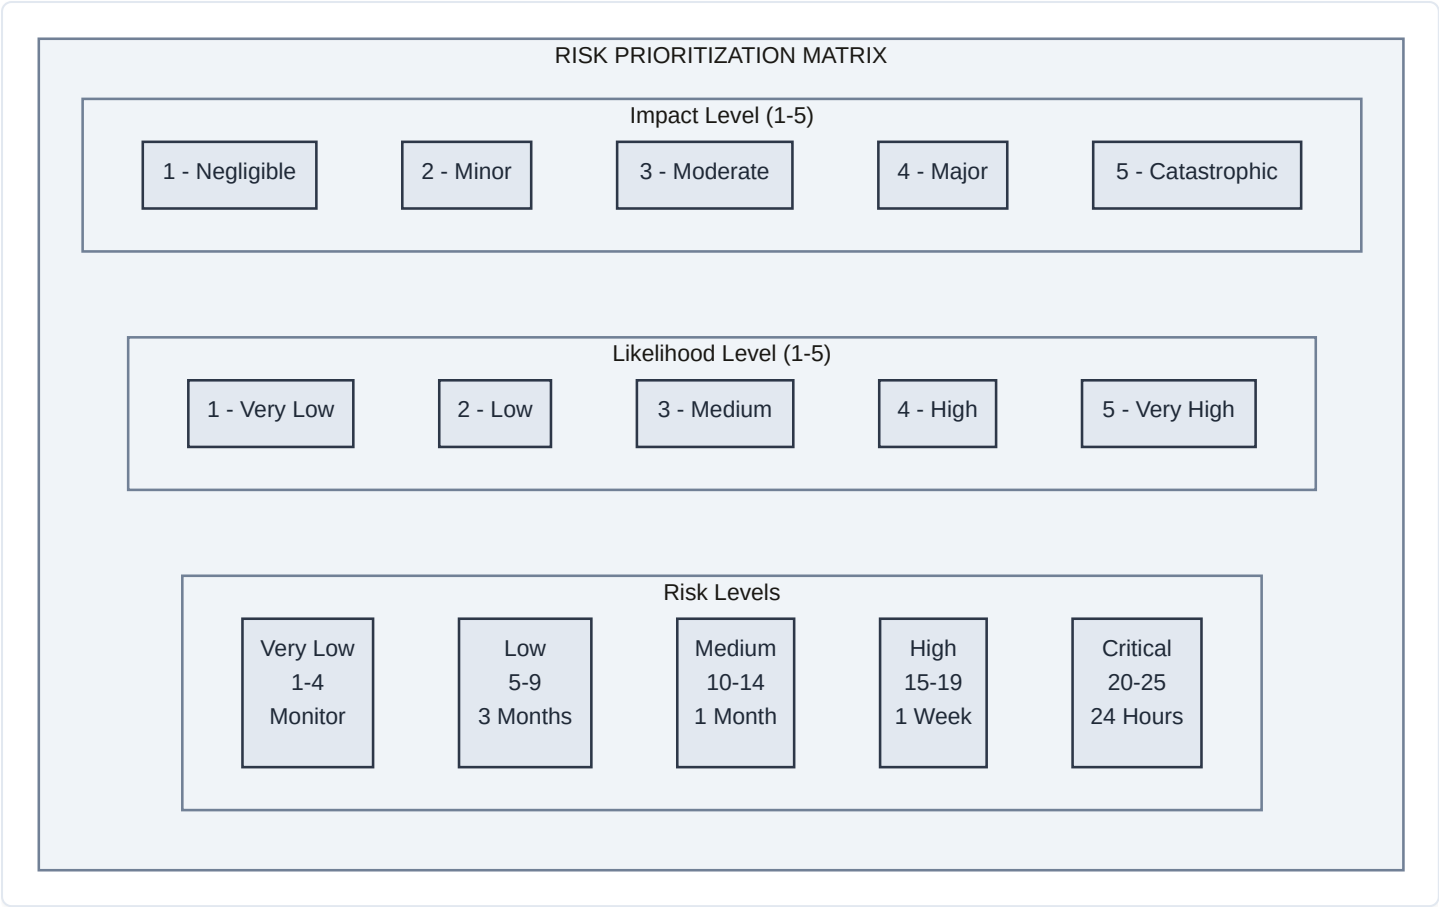 RISK PRIORITIZATION MATRIX
Impact Level (1-5)
1 - Negligible
2 - Minor
3 - Moderate
4 - Major
5 - Catastrophic
Likelihood Level (1-5)
1 - Very Low
2 - Low
3 - Medium
4 - High
5 - Very High
Risk Levels
Very Low
1-4
Monitor
Low
5-9
3 Months
Medium
10-14
1 Month
High
15-19
1 Week
Critical
20-25
24 Hours